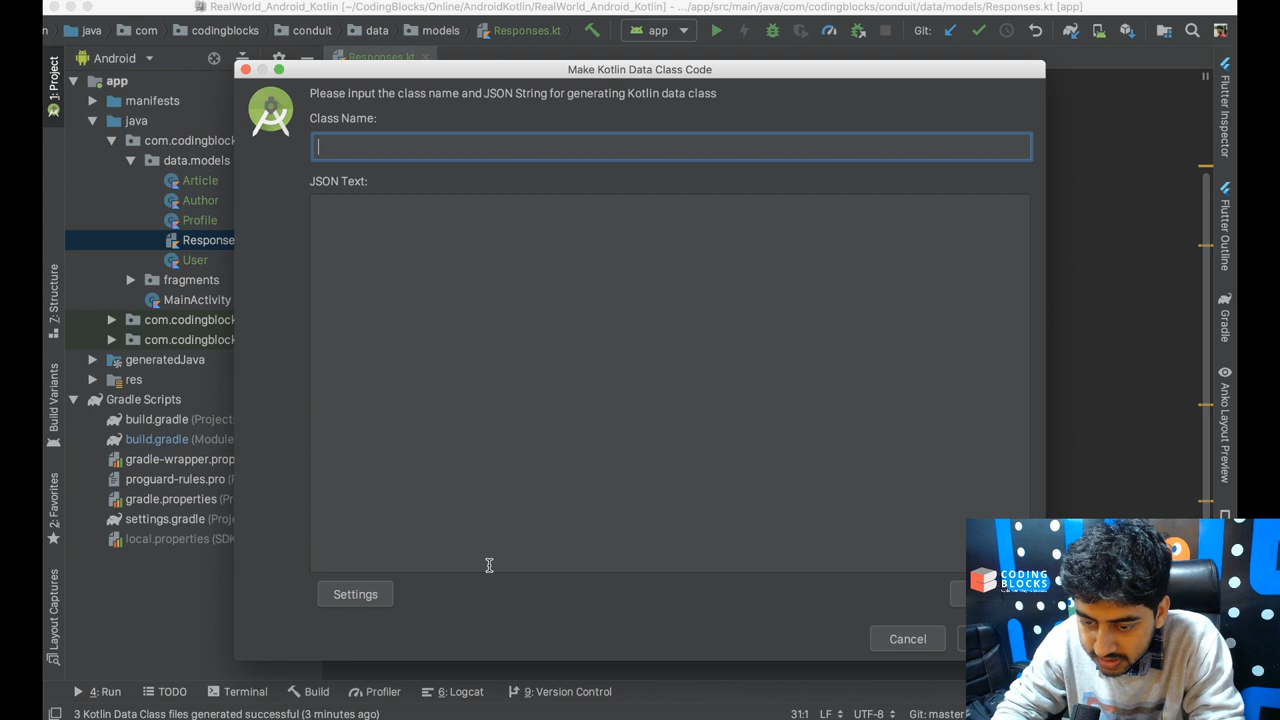 RealWorld_Android_Kotlin [~/CodingBlocks/Online/AndroidKotlin/RealWorld_Android_Kotlin] - .../app/src/main/java/com/codingblocks/conduit/data/models/Responses.kt [app]
java com codingblocks conduit data models Responses.kt app Git:
Android Responses.kt
Make Kotlin Data Class Code
Please input the class name and JSON String for generating Kotlin data class
Class Name:
JSON Text:
app
manifests
java
com.codingblock
data.models
Article
Author
Profile
Response
User
fragments
MainActivity
com.codingblock
com.codingblock
generatedJava
res
Gradle Scripts
build.gradle (Project:
build.gradle (Module
gradle-wrapper.prop
proguard-rules.pro (
gradle.properties (Pr
settings.gradle (Proj
local.properties (SDK
1: Project
Z: Structure
Build Variants
2: Favorites
Layout Captures
Flutter Inspector
Flutter Outline
Gradle
Anko Layout Preview
Settings
Cancel
CODING
BLOCKS
4: Run TODO Terminal Build Profiler 6: Logcat 9: Version Control
3 Kotlin Data Class files generated successful (3 minutes ago) 31:1 LF UTF-8 Git: master